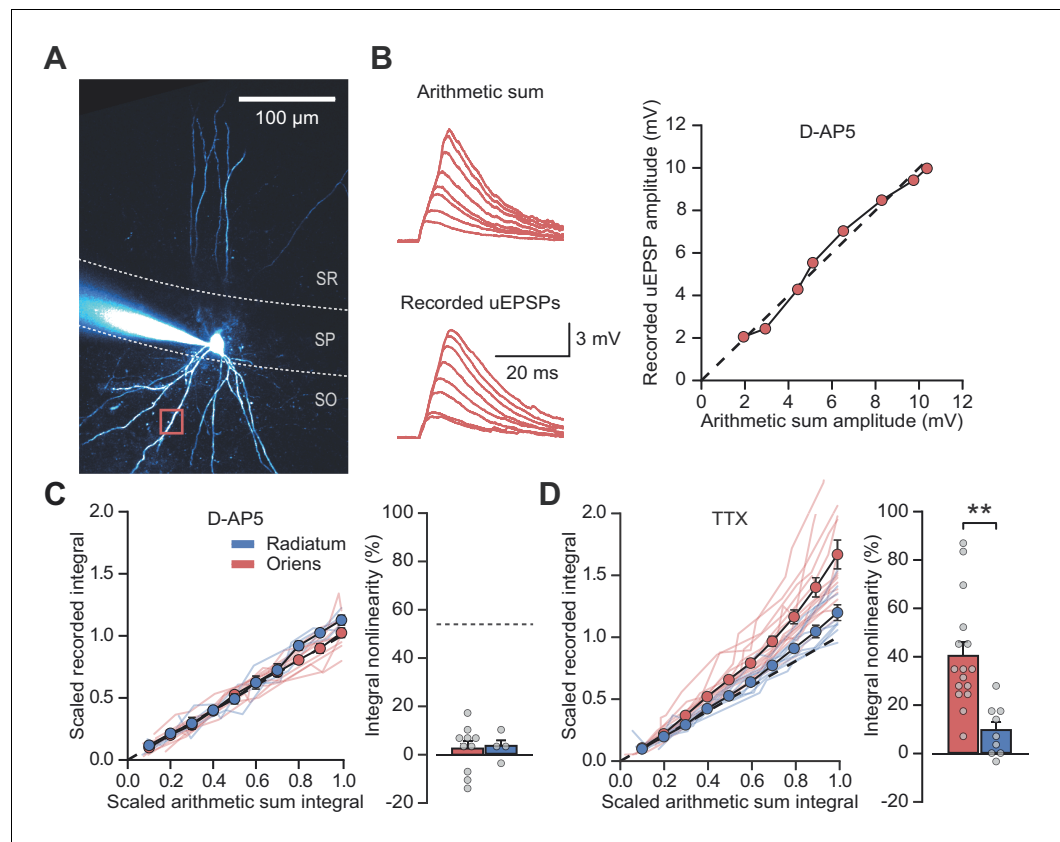 A
100 µm
SR
SP
SO
B
Arithmetic sum
Recorded uEPSPs
3 mV
20 ms
D-AP5
Recorded uEPSP amplitude (mV)
12
10
8
6
4
2
0
0 2 4 6 8 10 12
Arithmetic sum amplitude (mV)
C
D-AP5
Radiatum
Oriens
Scaled recorded integral
2.0
1.5
1.0
0.5
0.0
0.0 0.2 0.4 0.6 0.8 1.0
Scaled arithmetic sum integral
Integral nonlinearity (%)
100
80
60
40
20
0
-20
D
TTX
Scaled recorded integral
2.0
1.5
1.0
0.5
0.0
0.0 0.2 0.4 0.6 0.8 1.0
Scaled arithmetic sum integral
Integral nonlinearity (%)
100
80
60
40
20
0
-20
**